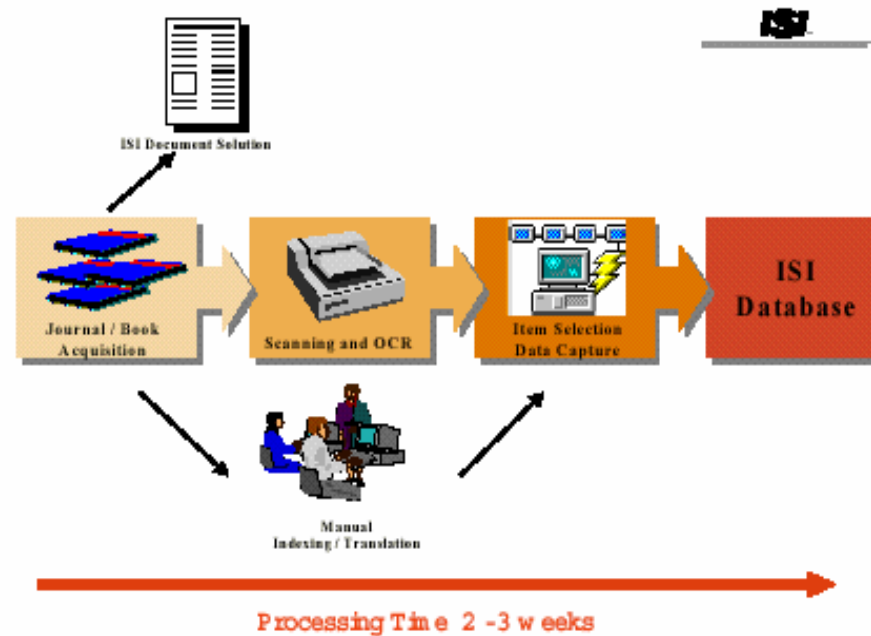 ISI
ISI Document Solution
Journal / Book
Acquisition
Scanning and OCR
Item Selection
Data Capture
ISI
Database
Manual
Indexing / Translation
Processing Time 2 -3 weeks